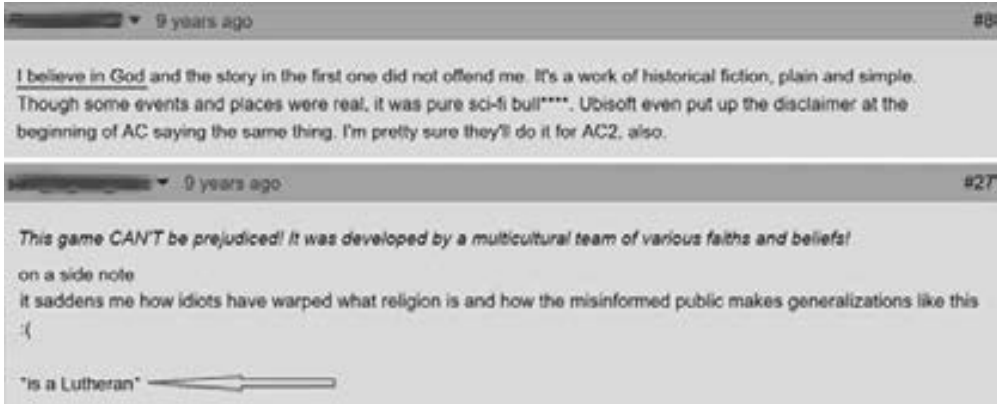 9 years ago #8
I believe in God and the story in the first one did not offend me. It's a work of historical fiction, plain and simple.
Though some events and places were real, it was pure sci-fi bull****. Ubisoft even put up the disclaimer at the
beginning of AC saying the same thing. I'm pretty sure they'll do it for AC2, also.
9 years ago #27
This game CAN'T be prejudiced! It was developed by a multicultural team of various faiths and beliefs!
on a side note
it saddens me how idiots have warped what religion is and how the misinformed public makes generalizations like this
:(
*is a Lutheran*